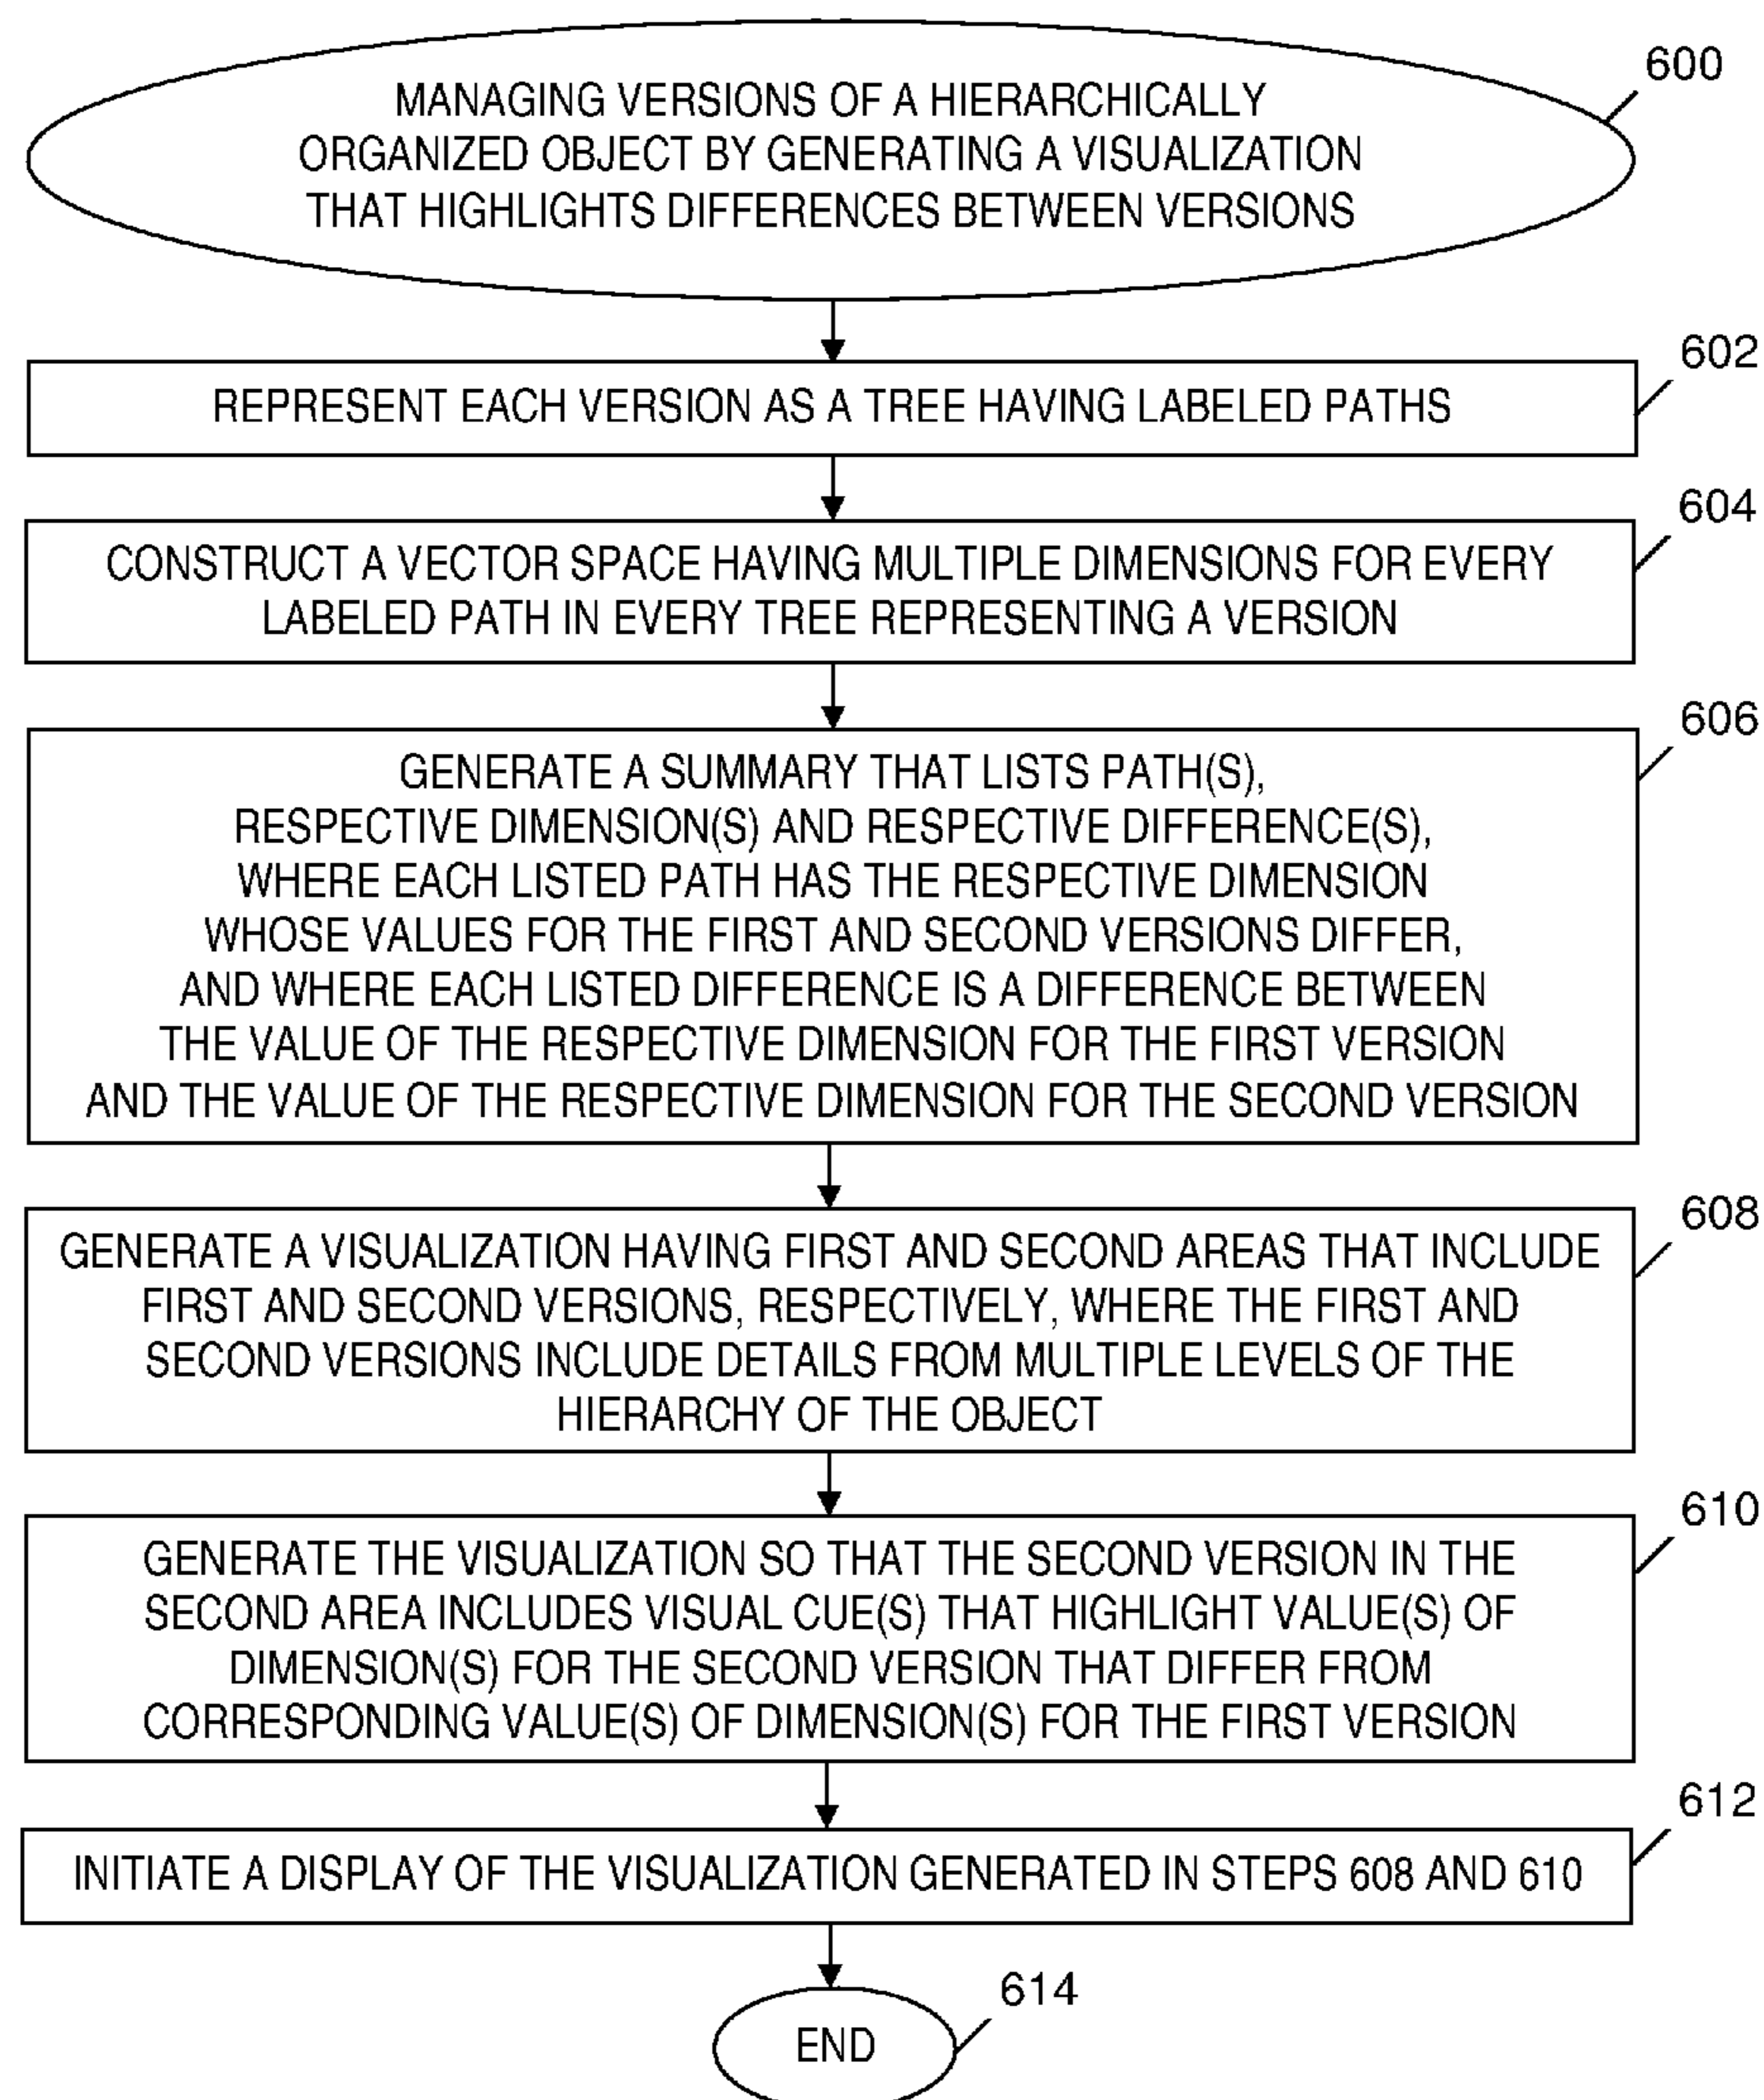 600
MANAGING VERSIONS OF A HIERARCHICALLY
ORGANIZED OBJECT BY GENERATING A VISUALIZATION
THAT HIGHLIGHTS DIFFERENCES BETWEEN VERSIONS
602
REPRESENT EACH VERSION AS A TREE HAVING LABELED PATHS
604
CONSTRUCT A VECTOR SPACE HAVING MULTIPLE DIMENSIONS FOR EVERY
LABELED PATH IN EVERY TREE REPRESENTING A VERSION
606
GENERATE A SUMMARY THAT LISTS PATH(S),
RESPECTIVE DIMENSION(S) AND RESPECTIVE DIFFERENCE(S),
WHERE EACH LISTED PATH HAS THE RESPECTIVE DIMENSION
WHOSE VALUES FOR THE FIRST AND SECOND VERSIONS DIFFER,
AND WHERE EACH LISTED DIFFERENCE IS A DIFFERENCE BETWEEN
THE VALUE OF THE RESPECTIVE DIMENSION FOR THE FIRST VERSION
AND THE VALUE OF THE RESPECTIVE DIMENSION FOR THE SECOND VERSION
608
GENERATE A VISUALIZATION HAVING FIRST AND SECOND AREAS THAT INCLUDE
FIRST AND SECOND VERSIONS, RESPECTIVELY, WHERE THE FIRST AND
SECOND VERSIONS INCLUDE DETAILS FROM MULTIPLE LEVELS OF THE
HIERARCHY OF THE OBJECT
610
GENERATE THE VISUALIZATION SO THAT THE SECOND VERSION IN THE
SECOND AREA INCLUDES VISUAL CUE(S) THAT HIGHLIGHT VALUE(S) OF
DIMENSION(S) FOR THE SECOND VERSION THAT DIFFER FROM
CORRESPONDING VALUE(S) OF DIMENSION(S) FOR THE FIRST VERSION
612
INITIATE A DISPLAY OF THE VISUALIZATION GENERATED IN STEPS 608 AND 610
614
END